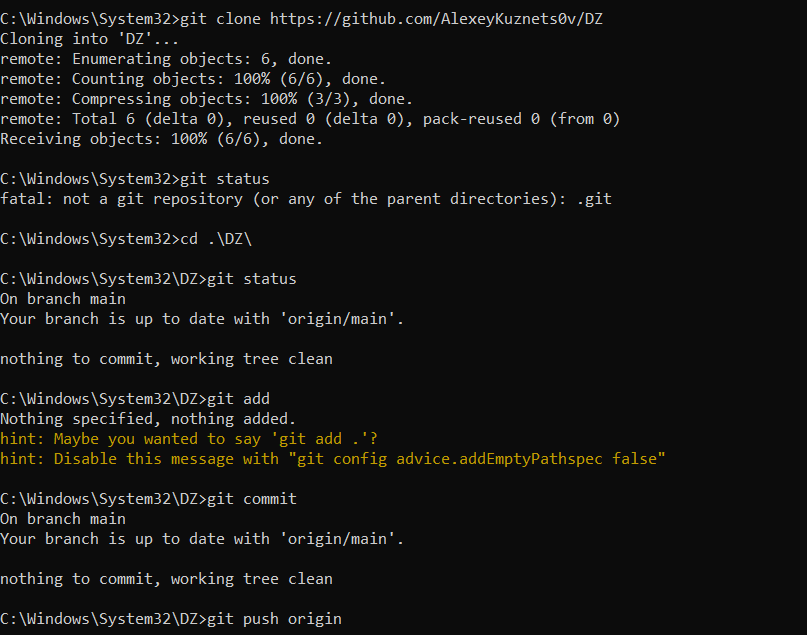 C:\Windows\System32>git clone https://github.com/AlexeyKuznets0v/DZ
Cloning into 'DZ'...
remote: Enumerating objects: 6, done.
remote: Counting objects: 100% (6/6), done.
remote: Compressing objects: 100% (3/3), done.
remote: Total 6 (delta 0), reused 0 (delta 0), pack-reused 0 (from 0)
Receiving objects: 100% (6/6), done.
C:\Windows\System32>git status
fatal: not a git repository (or any of the parent directories): .git
C:\Windows\System32>cd .\DZ\
C:\Windows\System32\DZ>git status
On branch main
Your branch is up to date with 'origin/main'.
nothing to commit, working tree clean
C:\Windows\System32\DZ>git add
Nothing specified, nothing added.
hint: Maybe you wanted to say 'git add .'?
hint: Disable this message with "git config advice.addEmptyPathspec false"
C:\Windows\System32\DZ>git commit
On branch main
Your branch is up to date with 'origin/main'.
nothing to commit, working tree clean
C:\Windows\System32\DZ>git push origin